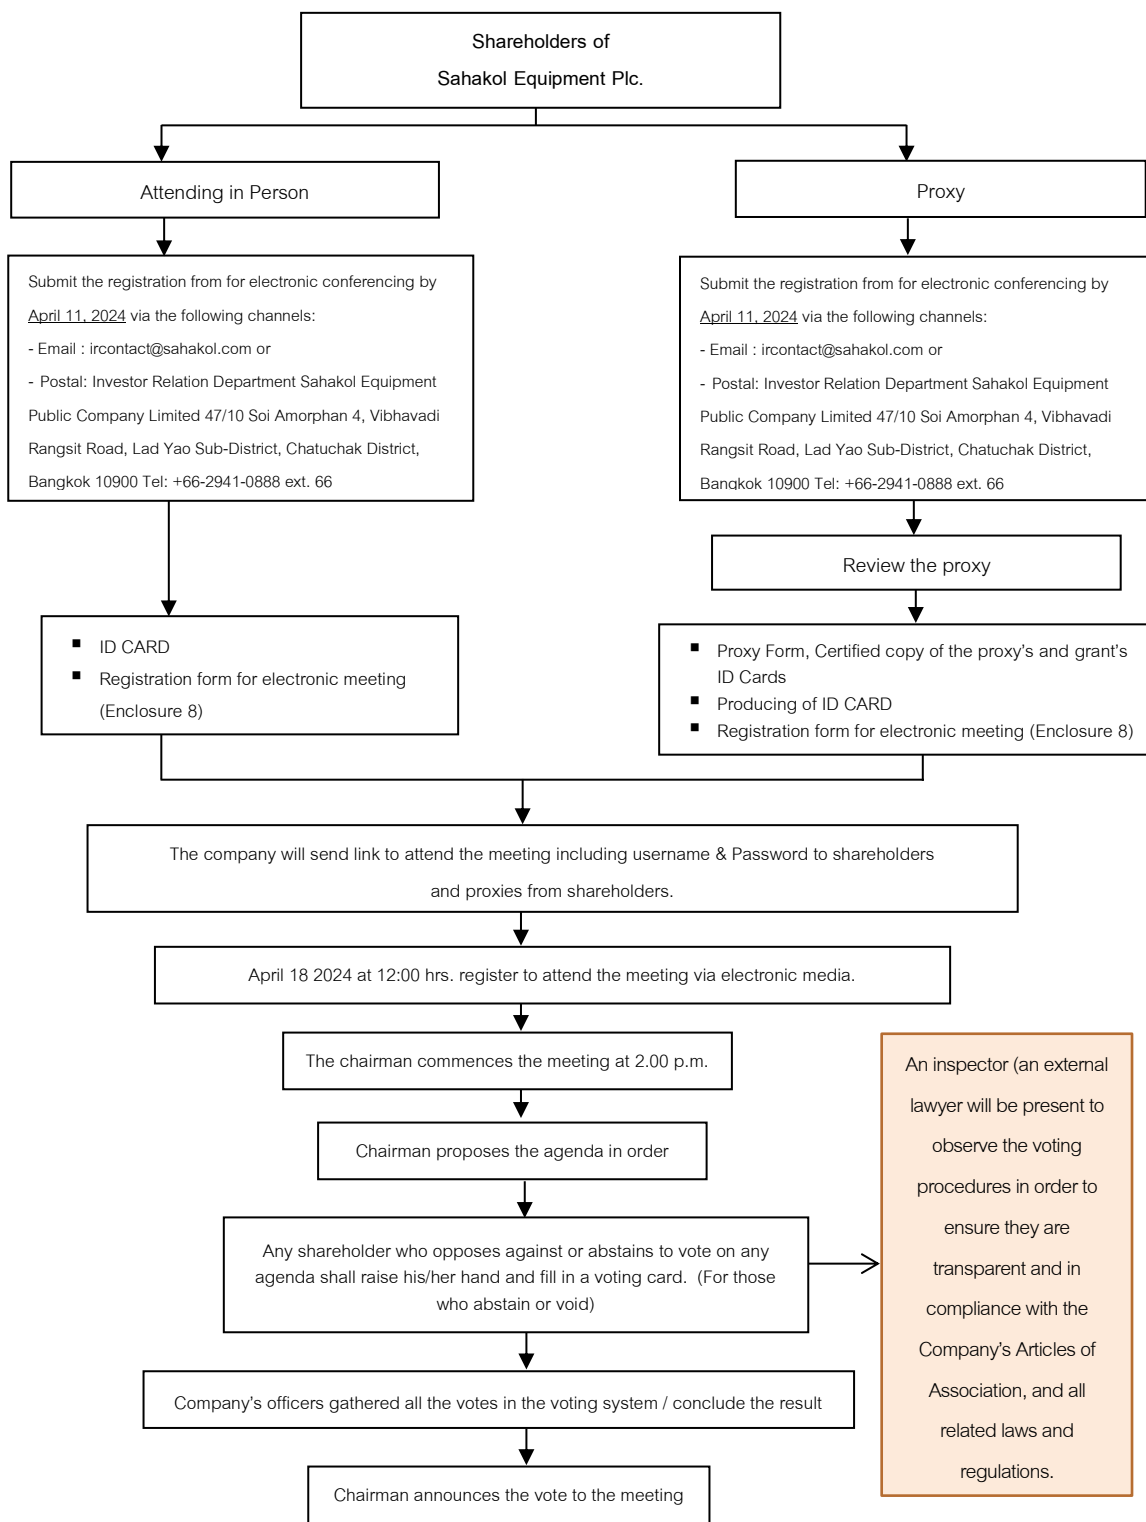 Shareholders of
Sahakol Equipment Plc.
Attending in Person
Proxy
Submit the registration from for electronic conferencing by
April 11, 2024 via the following channels:
- Email : ircontact@sahakol.com or
- Postal: Investor Relation Department Sahakol Equipment
Public Company Limited 47/10 Soi Amorphan 4, Vibhavadi
Rangsit Road, Lad Yao Sub-District, Chatuchak District,
Bangkok 10900 Tel: +66-2941-0888 ext. 66
Submit the registration from for electronic conferencing by
April 11, 2024 via the following channels:
- Email : ircontact@sahakol.com or
- Postal: Investor Relation Department Sahakol Equipment
Public Company Limited 47/10 Soi Amorphan 4, Vibhavadi
Rangsit Road, Lad Yao Sub-District, Chatuchak District,
Bangkok 10900 Tel: +66-2941-0888 ext. 66
Review the proxy
▪ ID CARD
▪ Registration form for electronic meeting
(Enclosure 8)
▪ Proxy Form, Certified copy of the proxy's and grant's
ID Cards
▪ Producing of ID CARD
▪ Registration form for electronic meeting (Enclosure 8)
The company will send link to attend the meeting including username & Password to shareholders
and proxies from shareholders.
April 18 2024 at 12:00 hrs. register to attend the meeting via electronic media.
The chairman commences the meeting at 2.00 p.m.
Chairman proposes the agenda in order
Any shareholder who opposes against or abstains to vote on any
agenda shall raise his/her hand and fill in a voting card.  (For those
who abstain or void)
An inspector (an external
lawyer will be present to
observe the voting
procedures in order to
ensure they are
transparent and in
compliance with the
Company's Articles of
Association, and all
related laws and
regulations.
Company's officers gathered all the votes in the voting system / conclude the result
Chairman announces the vote to the meeting